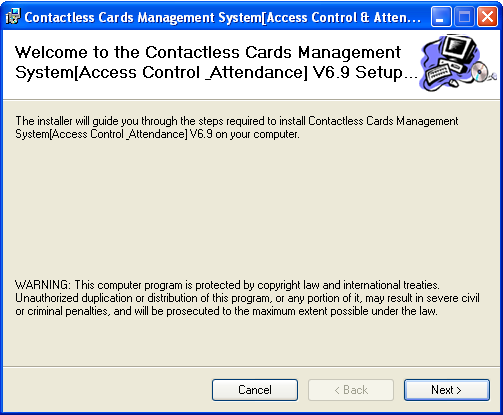 Contactless Cards Management System[Access Control & Atten...
Welcome to the Contactless Cards Management
System[Access Control _Attendance] V6.9 Setup...
The installer will guide you through the steps required to install Contactless Cards Management
System[Access Control _Attendance] V6.9 on your computer.
WARNING: This computer program is protected by copyright law and international treaties.
Unauthorized duplication or distribution of this program, or any portion of it, may result in severe civil
or criminal penalties, and will be prosecuted to the maximum extent possible under the law.
Cancel
< Back
Next >